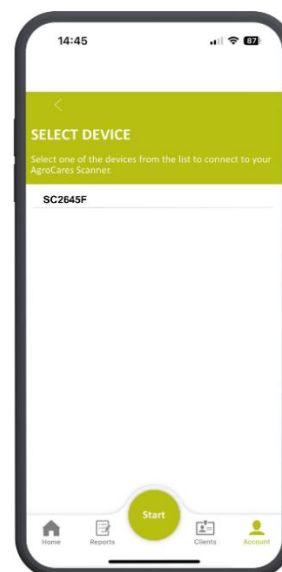 14:45
87
SELECT DEVICE
Select one of the devices from the list to connect to your
AgroCares Scanner.
SC2645F
Start
Home
Reports
Clients
Account